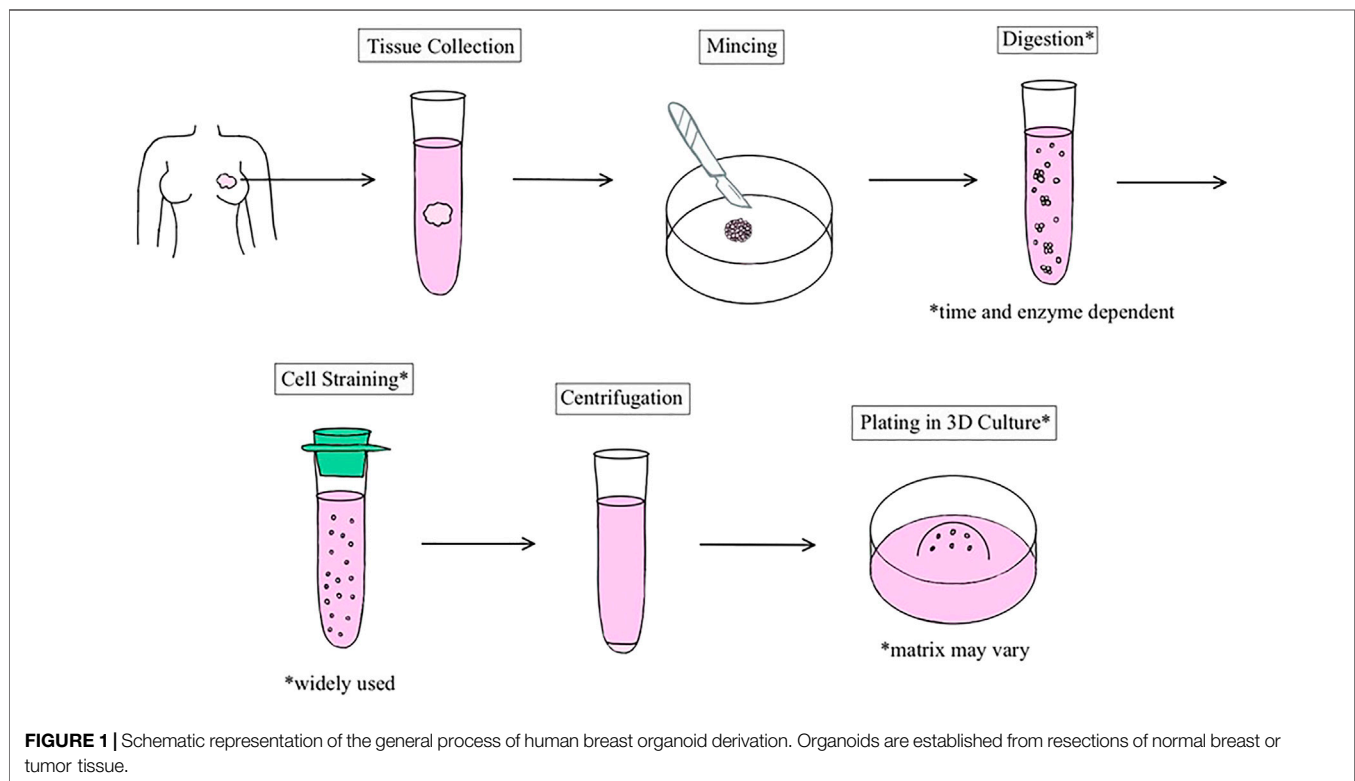 Tissue Collection
Mincing
Digestion*
*time and enzyme dependent
Cell Straining*
*widely used
Centrifugation
Plating in 3D Culture*
*matrix may vary
FIGURE 1 | Schematic representation of the general process of human breast organoid derivation. Organoids are established from resections of normal breast or
tumor tissue.